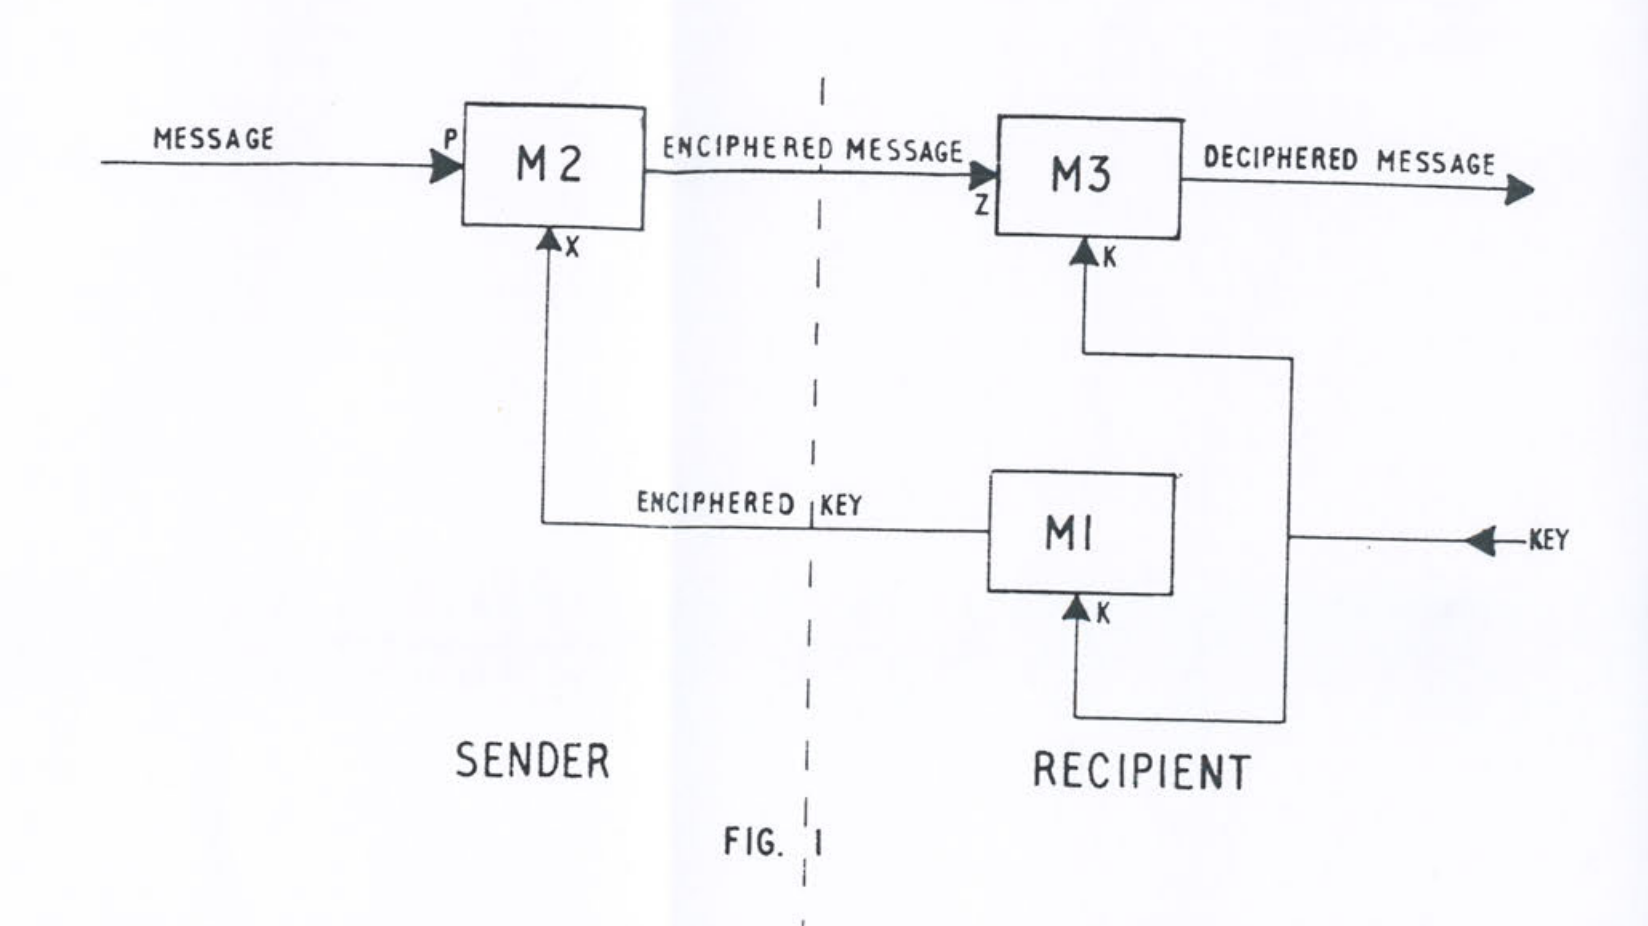 MESSAGE
P
M2
ENCIPHERED MESSAGE
Z
M3
DECIPHERED MESSAGE
X
K
ENCIPHERED KEY
M1
KEY
K
SENDER
RECIPIENT
FIG. 1